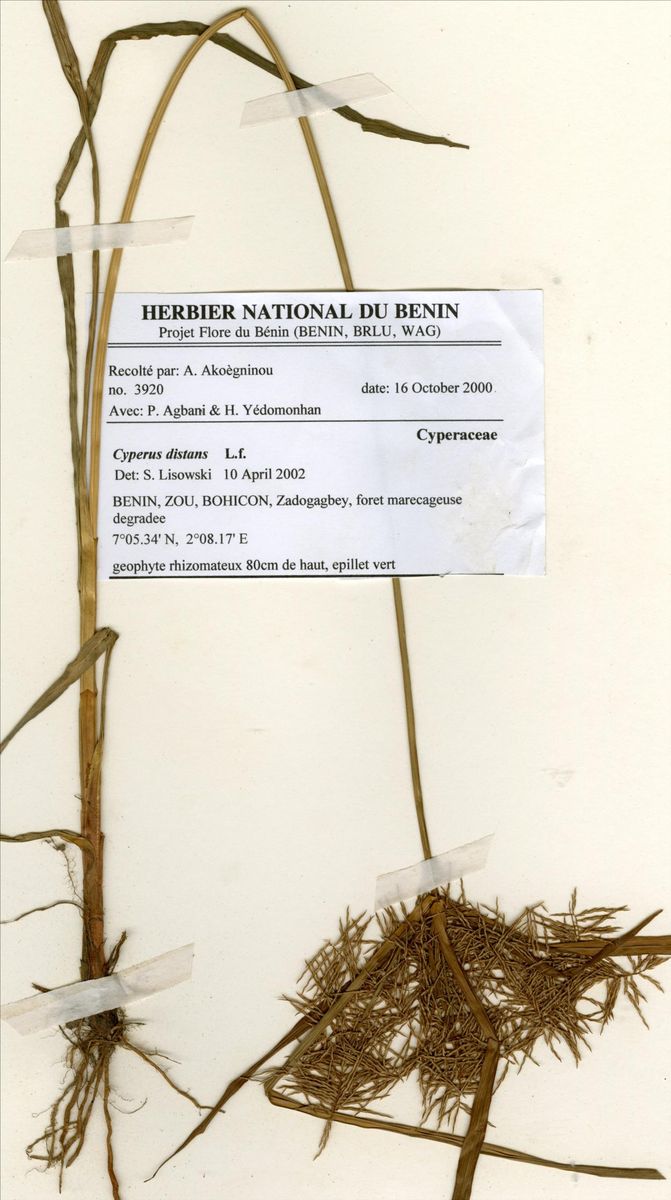 HERBIER NATIONAL DU BENIN
Projet Flore du Bénin (BENIN, BRLU, WAG)
Recolté par: A. Akoègninou
no. 3920 date: 16 October 2000
Avec: P. Agbani & H. Yédomonhan
Cyperaceae
Cyperus distans L.f.
Det: S. Lisowski 10 April 2002
BENIN, ZOU, BOHICON, Zadogagbey, foret marecageuse
degradee
7°05.34' N, 2°08.17' E
geophyte rhizomateux 80cm de haut, epillet vert